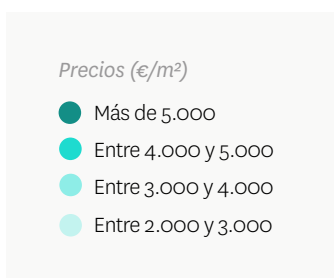 Precios (€/m²)
Más de 5.000
Entre 4.000 y 5.000
Entre 3.000 y 4.000
Entre 2.000 y 3.000